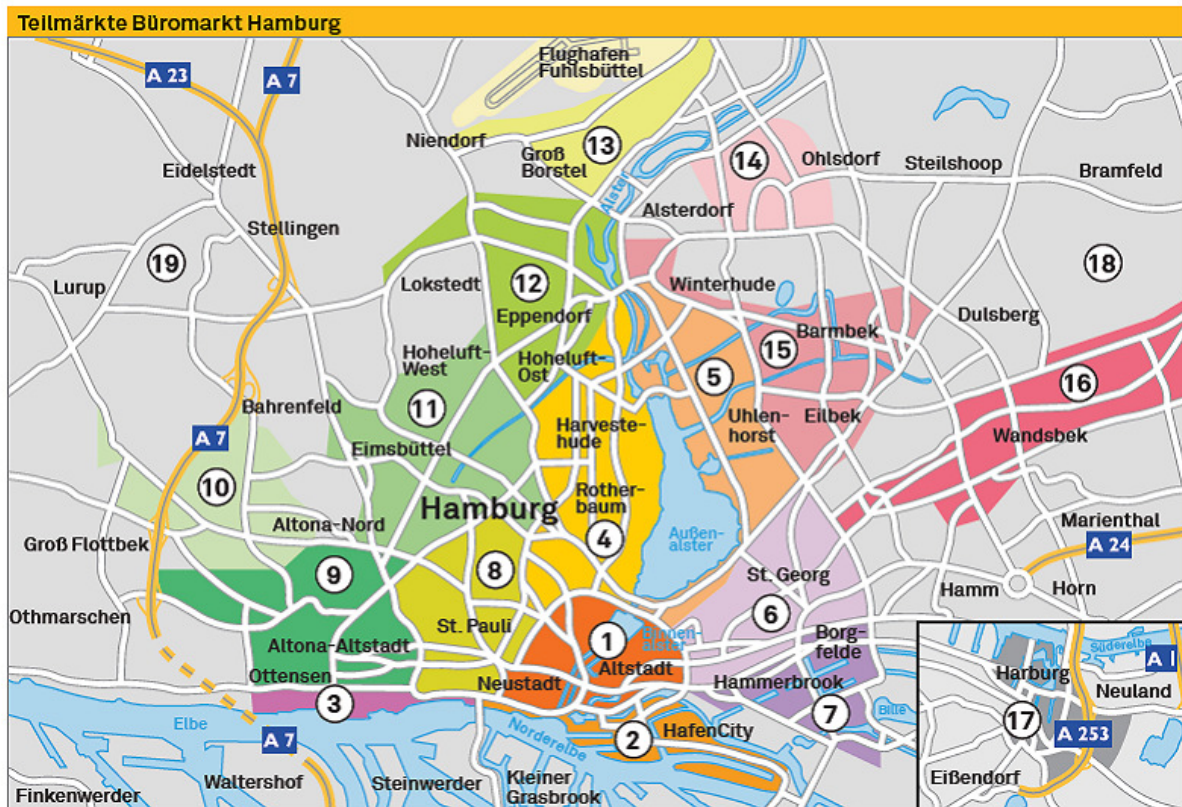 Teilmärkte Büromarkt Hamburg
Flughafen
Fuhlsbüttel
A 23
A 7
Niendorf
13
Groß
Borstel
14
Ohlsdorf
Steilshoop
Bramfeld
Eidelstedt
Alster
Alsterdorf
Stellingen
19
Lurup
Lokstedt
12
Winterhude
18
Eppendorf
Barmbek
Dulsberg
Hoheluft-
West
Hoheluft-
Ost
15
5
16
Bahrenfeld
11
Uhlen-
horst
Eilbek
A 7
Eimsbüttel
Harveste-
hude
Wandsbek
10
Hamburg
Rother-
baum
Altona-Nord
Außen-
alster
Marienthal
Groß Flottbek
4
A 24
9
8
St. Georg
Hamm
Horn
Othmarschen
6
St. Pauli
1
Binnen-
alster
Borg-
felde
Altona-Altstadt
Altstadt
Ottensen
Neustadt
Hammerbrook
3
7
Bille
Elbe
Norderelbe
2
HafenCity
A 7
Waltershof
Steinwerder
Kleiner
Grasbrook
Finkenwerder
Süderelbe
A 1
Harburg
Neuland
17
A 253
Eißendorf